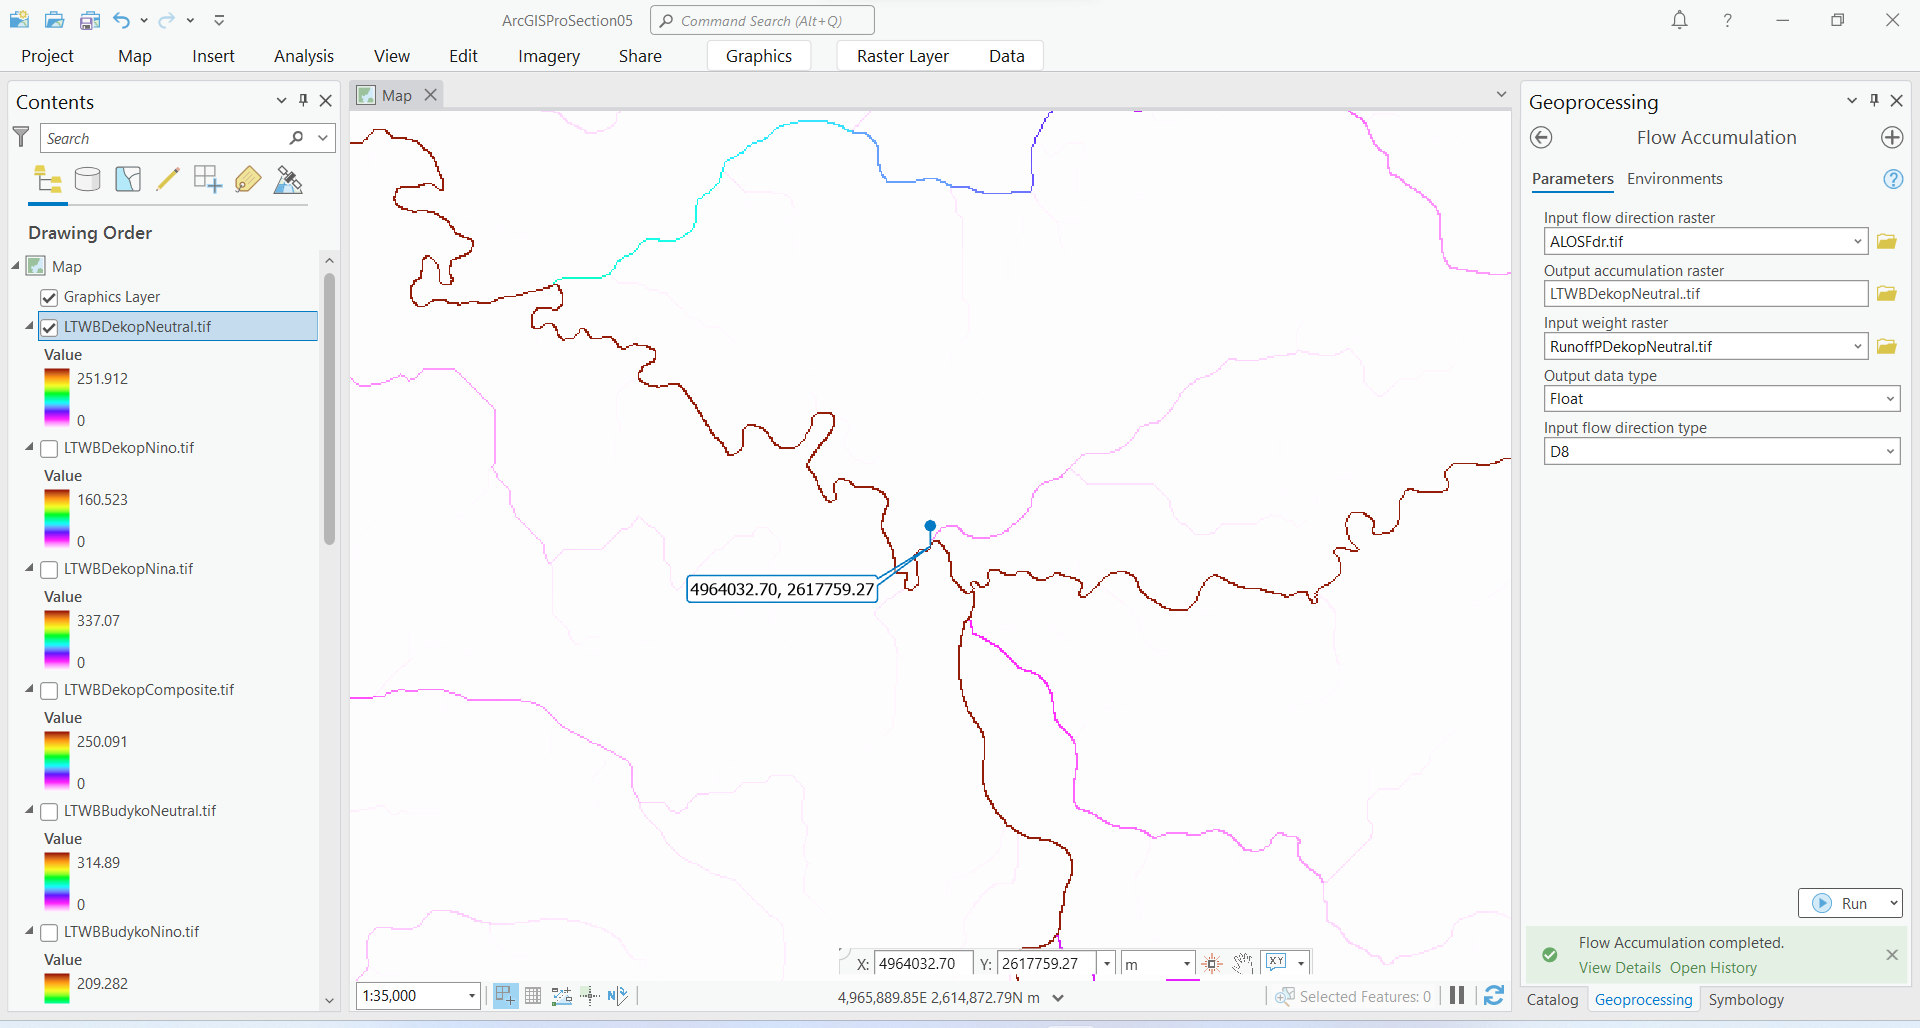 ArcGISProSection05
Command Search (Alt+Q)
?
Project
Map
Insert
Analysis
View
Edit
Imagery
Share
Graphics
Raster Layer
Data
Contents
Search
Drawing Order
Map
Graphics Layer
LTWBDekopNeutral.tif
Value
251.912
0
LTWBDekopNino.tif
Value
160.523
0
LTWBDekopNina.tif
Value
337.07
0
LTWBDekopComposite.tif
Value
250.091
0
LTWBBudykoNeutral.tif
Value
314.89
0
LTWBBudykoNino.tif
Value
209.282
Map
4964032.70, 2617759.27
X: 4964032.70 Y: 2617759.27 m XY
1:35,000
N
4,965,889.85E 2,614,872.79N m
Selected Features: 0
Geoprocessing
Flow Accumulation
Parameters Environments
?
Input flow direction raster
ALOSFdr.tif
Output accumulation raster
LTWBDekopNeutral..tif
Input weight raster
RunoffPDekopNeutral.tif
Output data type
Float
Input flow direction type
D8
Run
Flow Accumulation completed.
View Details Open History
Catalog Geoprocessing Symbology